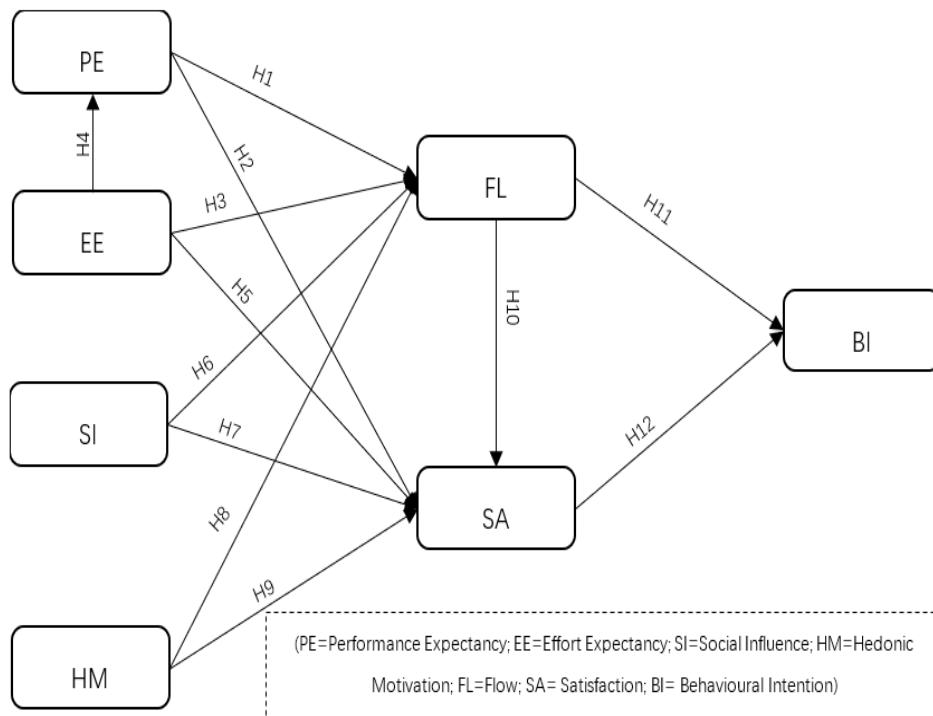 PE
H1
H4
H2
FL
EE
H3
H11
H5
H10
BI
H6
SI
H7
H12
SA
H8
H9
HM
(PE=Performance Expectancy; EE=Effort Expectancy; SI=Social Influence; HM=Hedonic
Motivation; FL=Flow; SA= Satisfaction; BI= Behavioural Intention)